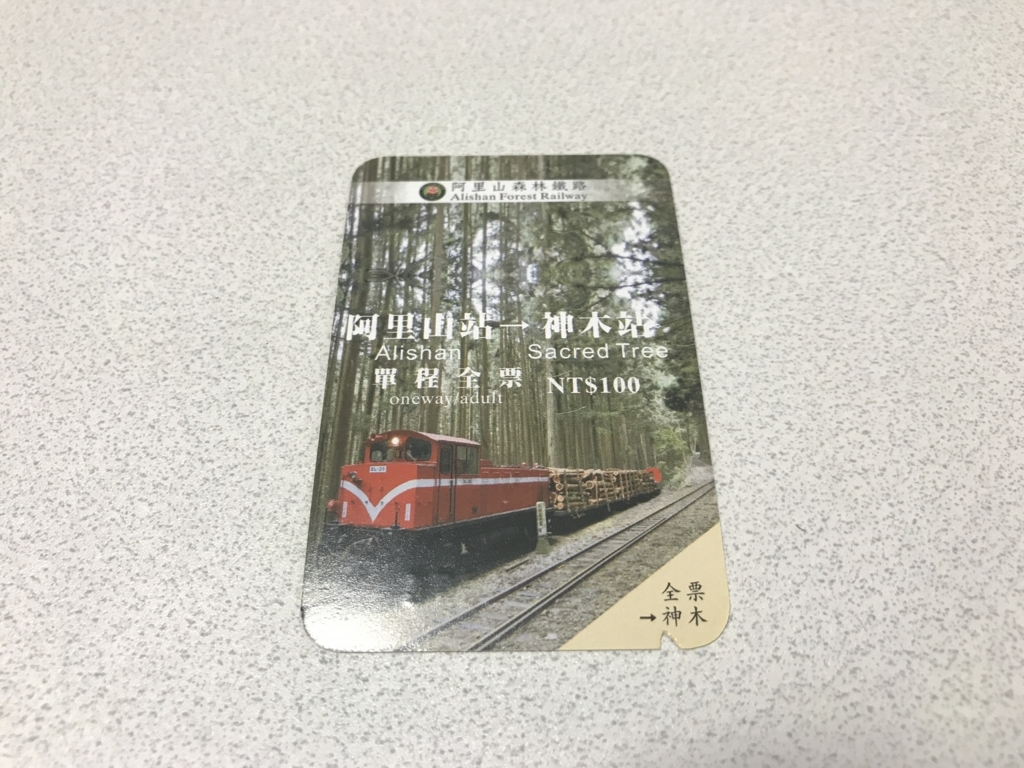 阿里山森林鐵路
Alishan Forest Railway
阿里山站→神木站
Alishan Sacred Tree
單程全票 NT$100
oneway/adult
全票
→神木